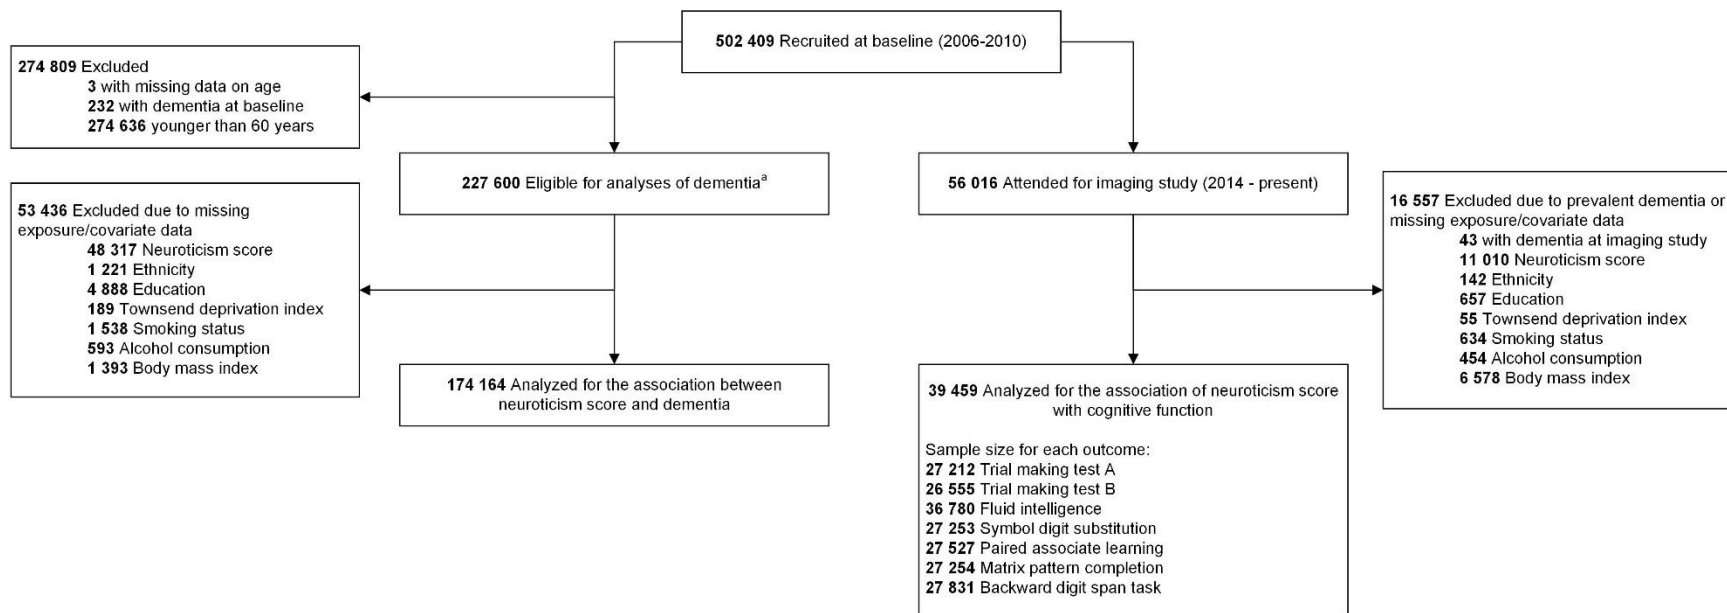 502 409 Recruited at baseline (2006-2010)
274 809 Excluded
3 with missing data on age
232 with dementia at baseline
274 636 younger than 60 years
227 600 Eligible for analyses of dementiaᵃ
56 016 Attended for imaging study (2014 - present)
53 436 Excluded due to missing
exposure/covariate data
48 317 Neuroticism score
1 221 Ethnicity
4 888 Education
189 Townsend deprivation index
1 538 Smoking status
593 Alcohol consumption
1 393 Body mass index
16 557 Excluded due to prevalent dementia or
missing exposure/covariate data
43 with dementia at imaging study
11 010 Neuroticism score
142 Ethnicity
657 Education
55 Townsend deprivation index
634 Smoking status
454 Alcohol consumption
6 578 Body mass index
174 164 Analyzed for the association between
neuroticism score and dementia
39 459 Analyzed for the association of neuroticism score
with cognitive function
Sample size for each outcome:
27 212 Trial making test A
26 555 Trial making test B
36 780 Fluid intelligence
27 253 Symbol digit substitution
27 527 Paired associate learning
27 254 Matrix pattern completion
27 831 Backward digit span task